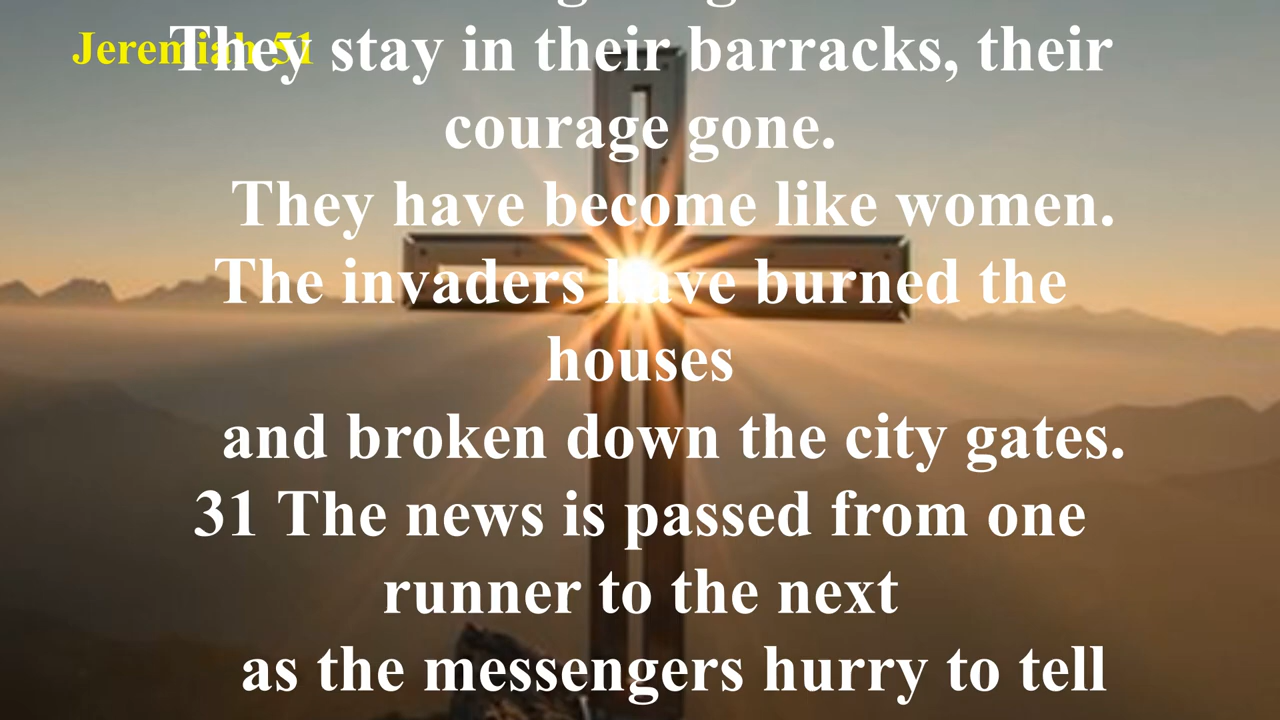 Jeremiah 51
They stay in their barracks, their
courage gone.
They have become like women.
The invaders have burned the
houses
and broken down the city gates.
31 The news is passed from one
runner to the next
as the messengers hurry to tell